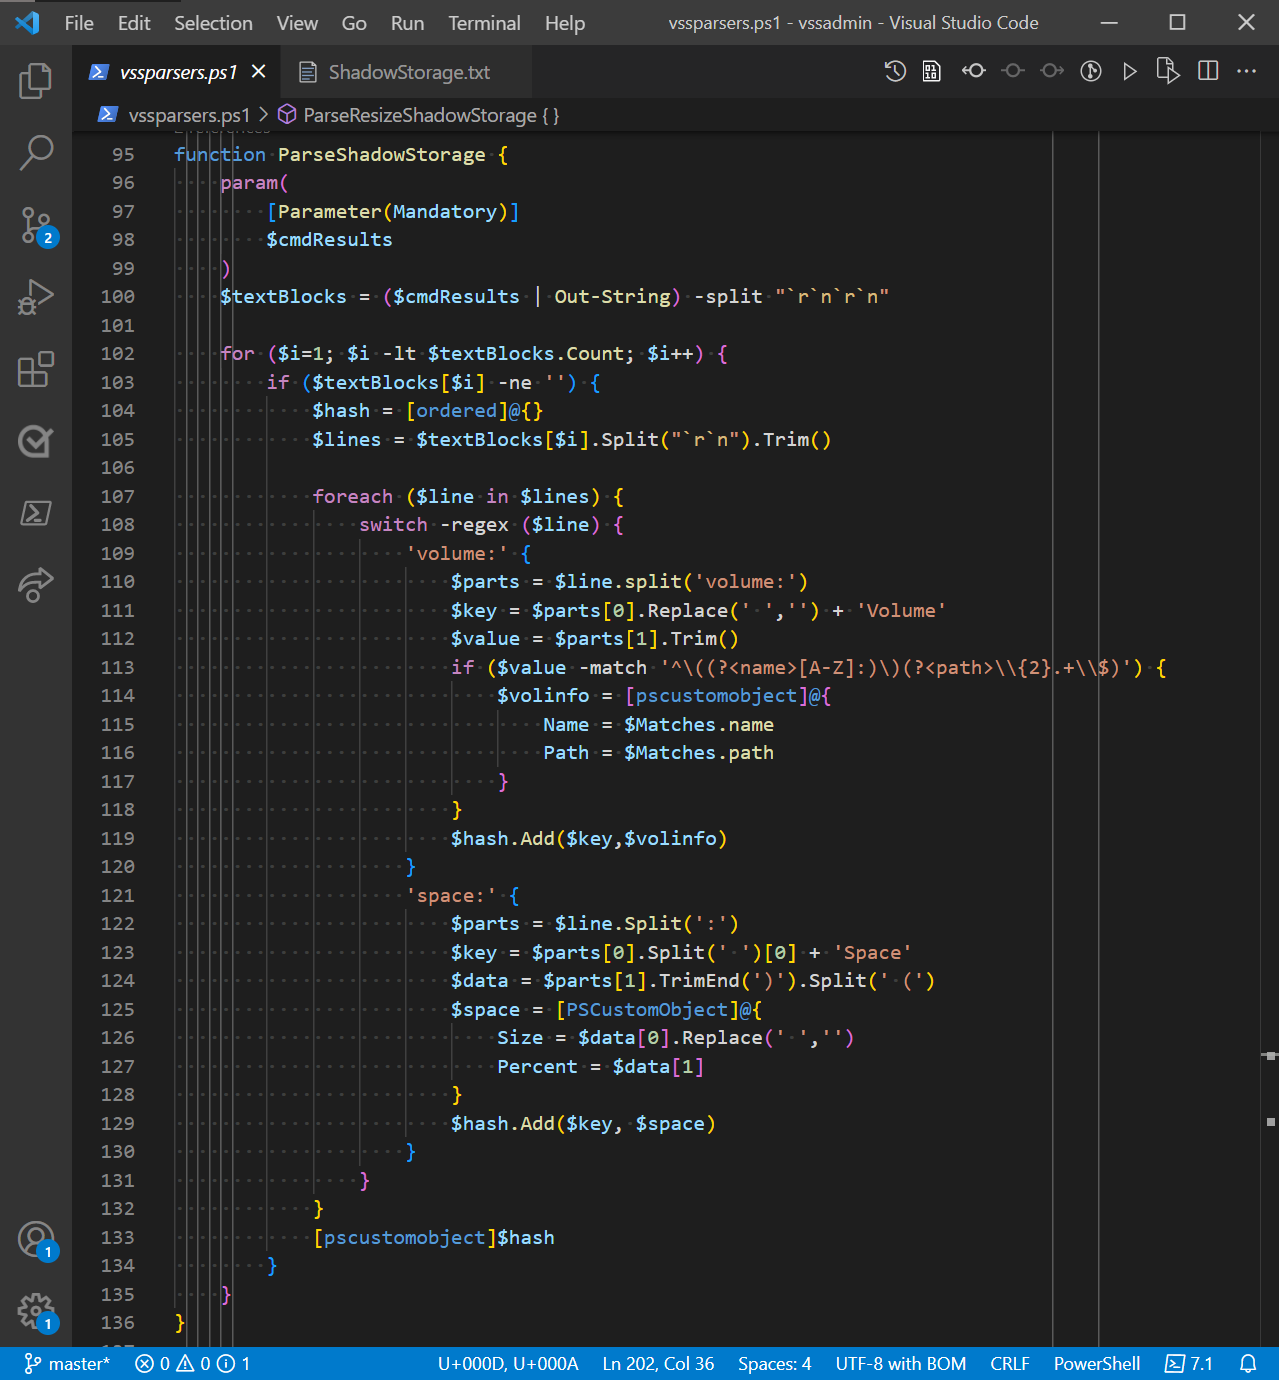 File Edit Selection View Go Run Terminal Help vssparsers.ps1 - vssadmin - Visual Studio Code
vssparsers.ps1 ShadowStorage.txt
vssparsers.ps1 > ParseResizeShadowStorage { }
95 function ParseShadowStorage {
96     param(
97         [Parameter(Mandatory)]
98         $cmdResults
99     )
100     $textBlocks = ($cmdResults | Out-String) -split "`r`n`r`n"
101
102     for ($i=1; $i -lt $textBlocks.Count; $i++) {
103         if ($textBlocks[$i] -ne '') {
104             $hash = [ordered]@{}
105             $lines = $textBlocks[$i].Split("`r`n").Trim()
106
107             foreach ($line in $lines) {
108                 switch -regex ($line) {
109                     'volume:' {
110                         $parts = $line.split('volume:')
111                         $key = $parts[0].Replace(' ','') + 'Volume'
112                         $value = $parts[1].Trim()
113                         if ($value -match '^\((?<name>[A-Z]:)\)(?<path>\\{2}.+\\$)') {
114                             $volinfo = [pscustomobject]@{
115                                 Name = $Matches.name
116                                 Path = $Matches.path
117                             }
118                         }
119                         $hash.Add($key,$volinfo)
120                     }
121                     'space:' {
122                         $parts = $line.Split(':')
123                         $key = $parts[0].Split(' ')[0] + 'Space'
124                         $data = $parts[1].TrimEnd(')').Split(' (')
125                         $space = [PSCustomObject]@{
126                             Size = $data[0].Replace(' ','')
127                             Percent = $data[1]
128                         }
129                         $hash.Add($key, $space)
130                     }
131                 }
132             }
133             [pscustomobject]$hash
134         }
135     }
136 }
2
1
1
master* 0 0 1 U+000D, U+000A Ln 202, Col 36 Spaces: 4 UTF-8 with BOM CRLF PowerShell 7.1